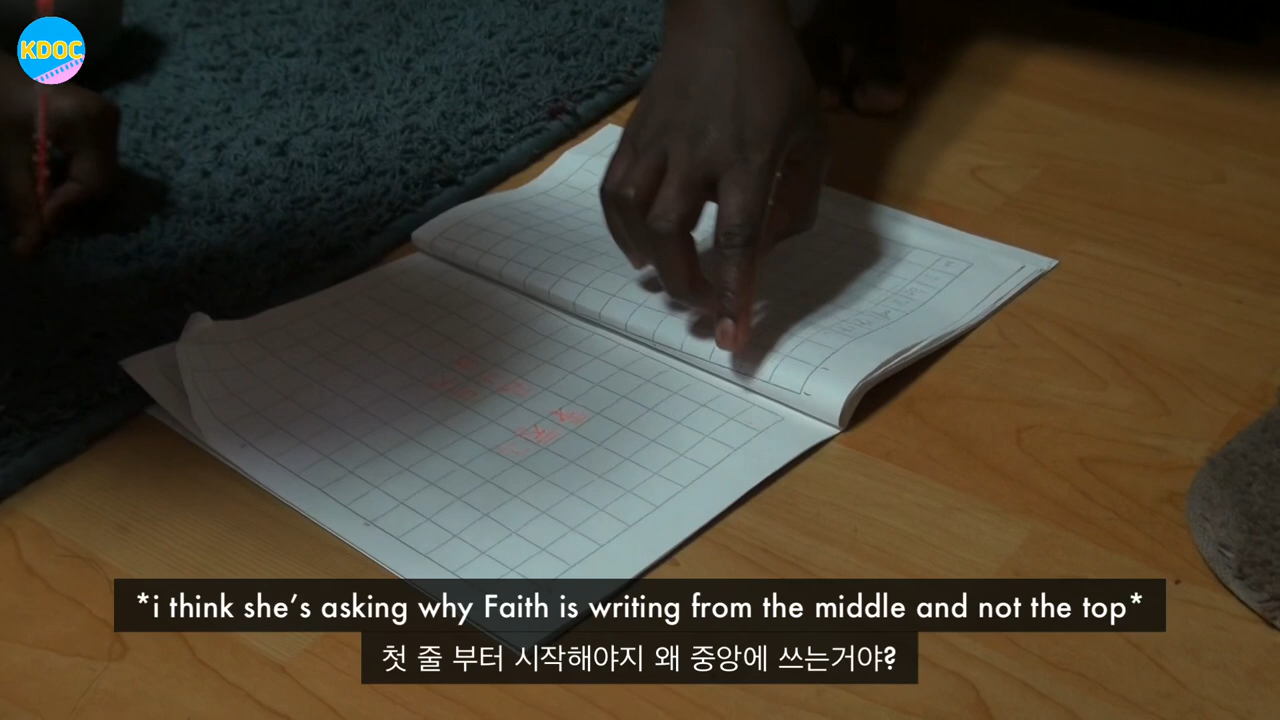 KDOC
*i think she's asking why Faith is writing from the middle and not the top*
첫 줄 부터 시작해야지 왜 중앙에 쓰는거야?